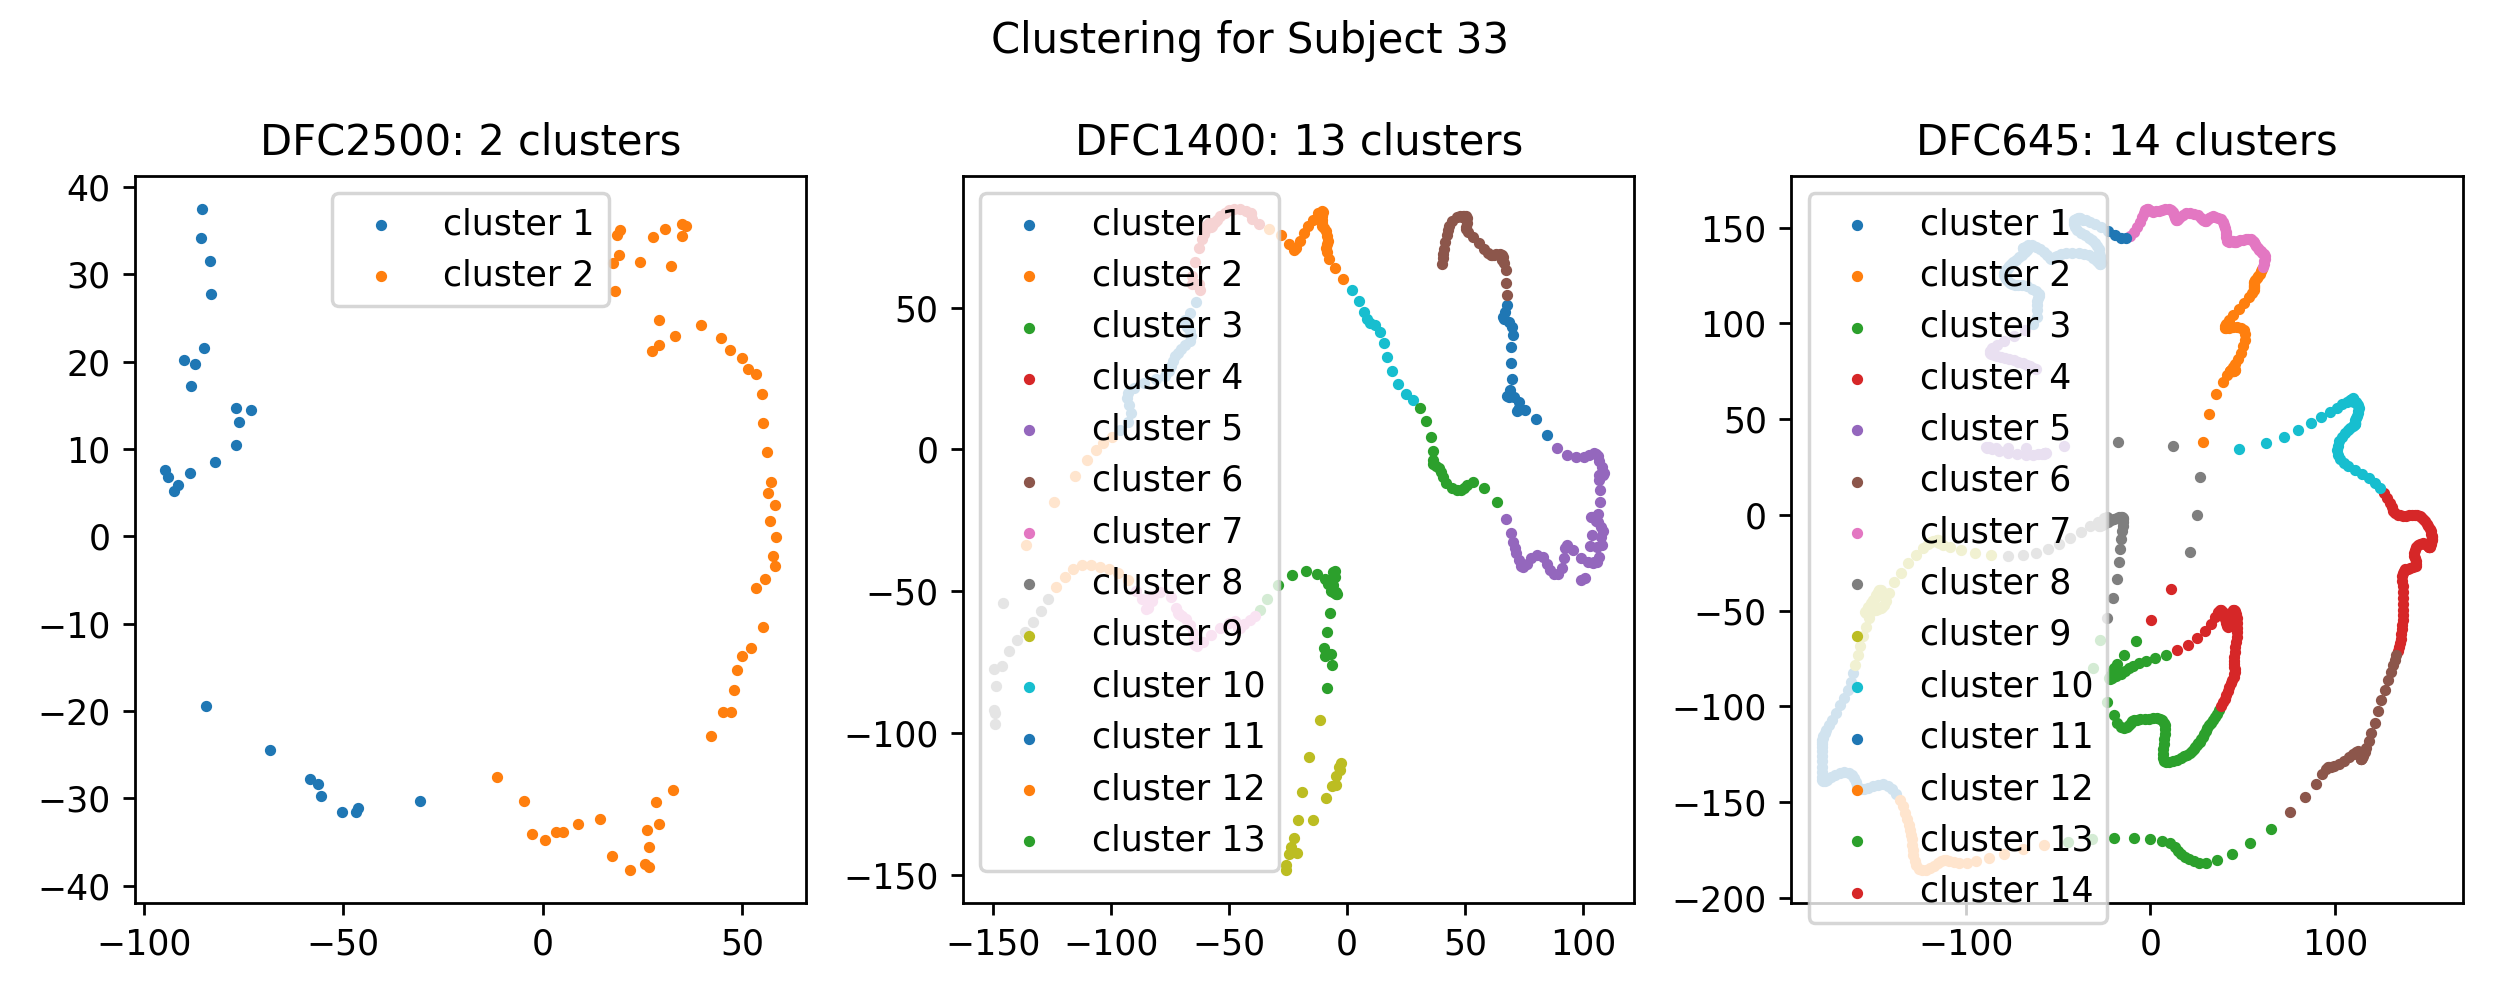 Clustering for Subject 33
DFC2500: 2 clusters
40
30
20
10
0
−10
−20
−30
−40
−100
−50
0
50
cluster 1
cluster 2
DFC1400: 13 clusters
50
0
−50
−100
−150
−150
−100
−50
0
50
100
cluster 1
cluster 2
cluster 3
cluster 4
cluster 5
cluster 6
cluster 7
cluster 8
cluster 9
cluster 10
cluster 11
cluster 12
cluster 13
DFC645: 14 clusters
150
100
50
0
−50
−100
−150
−200
−100
0
100
cluster 1
cluster 2
cluster 3
cluster 4
cluster 5
cluster 6
cluster 7
cluster 8
cluster 9
cluster 10
cluster 11
cluster 12
cluster 13
cluster 14